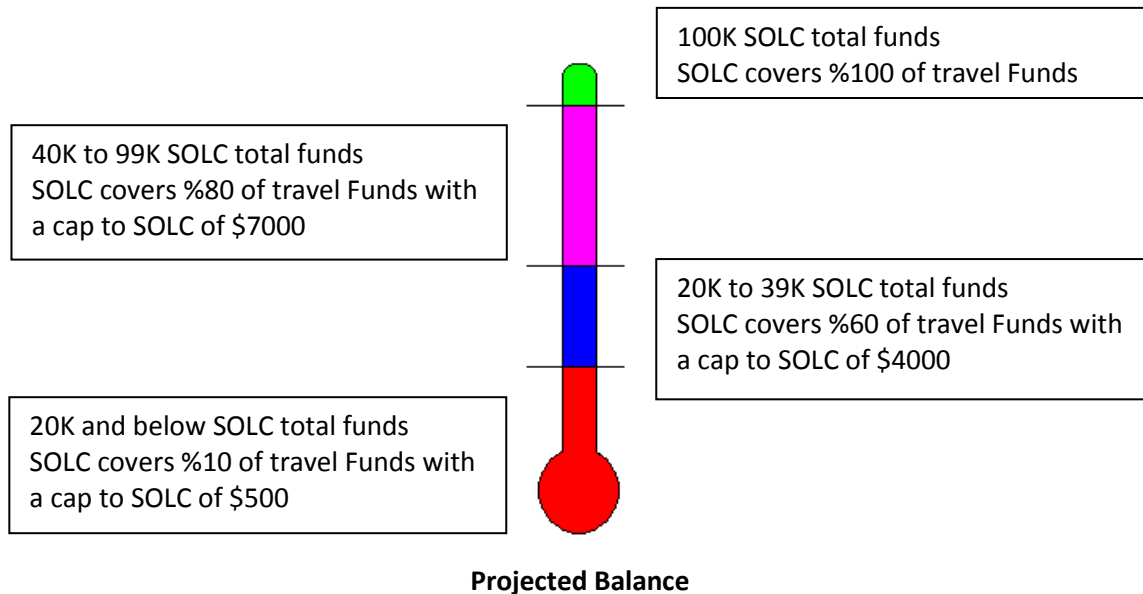 100K SOLC total funds
SOLC covers %100 of travel Funds
40K to 99K SOLC total funds
SOLC covers %80 of travel Funds with
a cap to SOLC of $7000
20K to 39K SOLC total funds
SOLC covers %60 of travel Funds with
a cap to SOLC of $4000
20K and below SOLC total funds
SOLC covers %10 of travel Funds with
a cap to SOLC of $500
Projected Balance